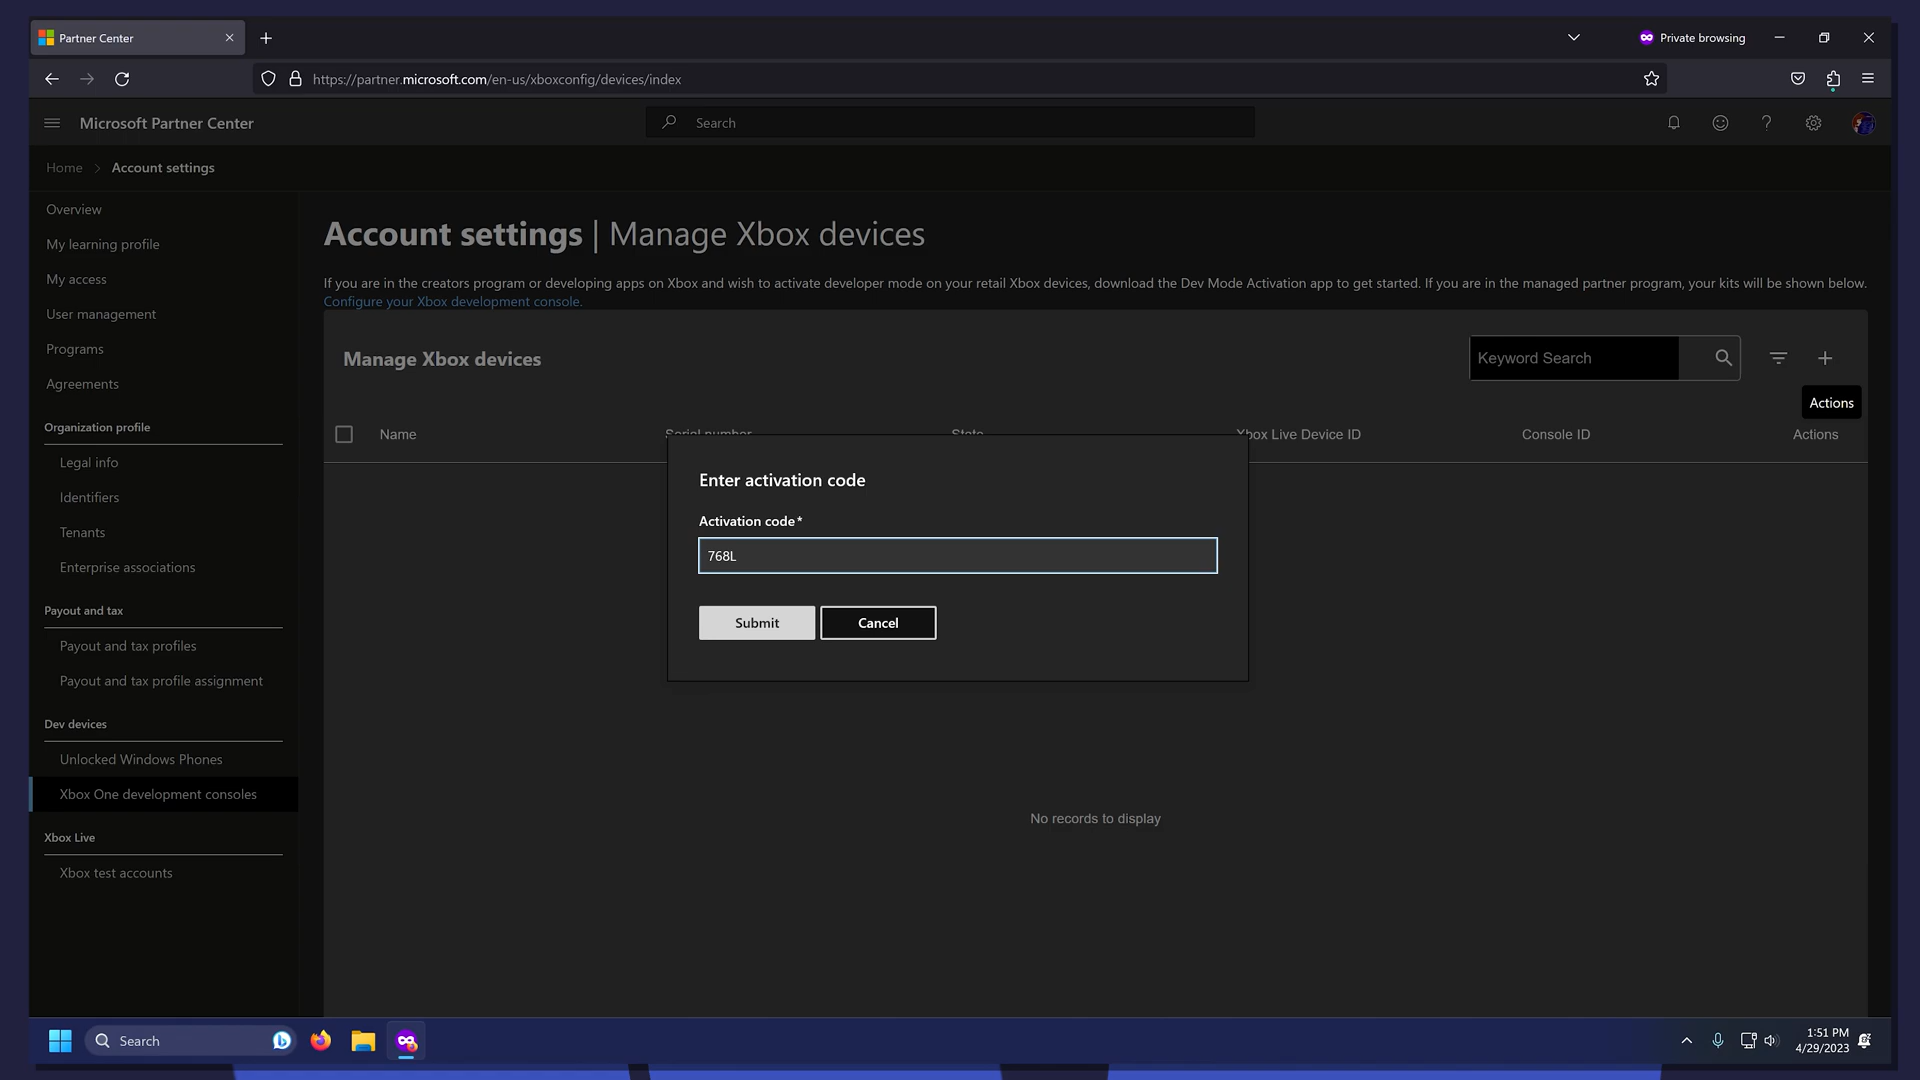 Partner Center
Private browsing
https://partner.microsoft.com/en-us/xboxconfig/devices/index
Microsoft Partner Center
Search
Home
Account settings
Overview
My learning profile
My access
User management
Programs
Agreements
Organization profile
Legal info
Identifiers
Tenants
Enterprise associations
Payout and tax
Payout and tax profiles
Payout and tax profile assignment
Dev devices
Unlocked Windows Phones
Xbox One development consoles
Xbox Live
Xbox test accounts
Account settings | Manage Xbox devices
If you are in the creators program or developing apps on Xbox and wish to activate developer mode on your retail Xbox devices, download the Dev Mode Activation app to get started. If you are in the managed partner program, your kits will be shown below.
Configure your Xbox development console.
Manage Xbox devices
Keyword Search
Actions
Name Serial number State Xbox Live Device ID Console ID Actions
Enter activation code
Activation code*
768L
Submit Cancel
No records to display
Search
1:51 PM
4/29/2023